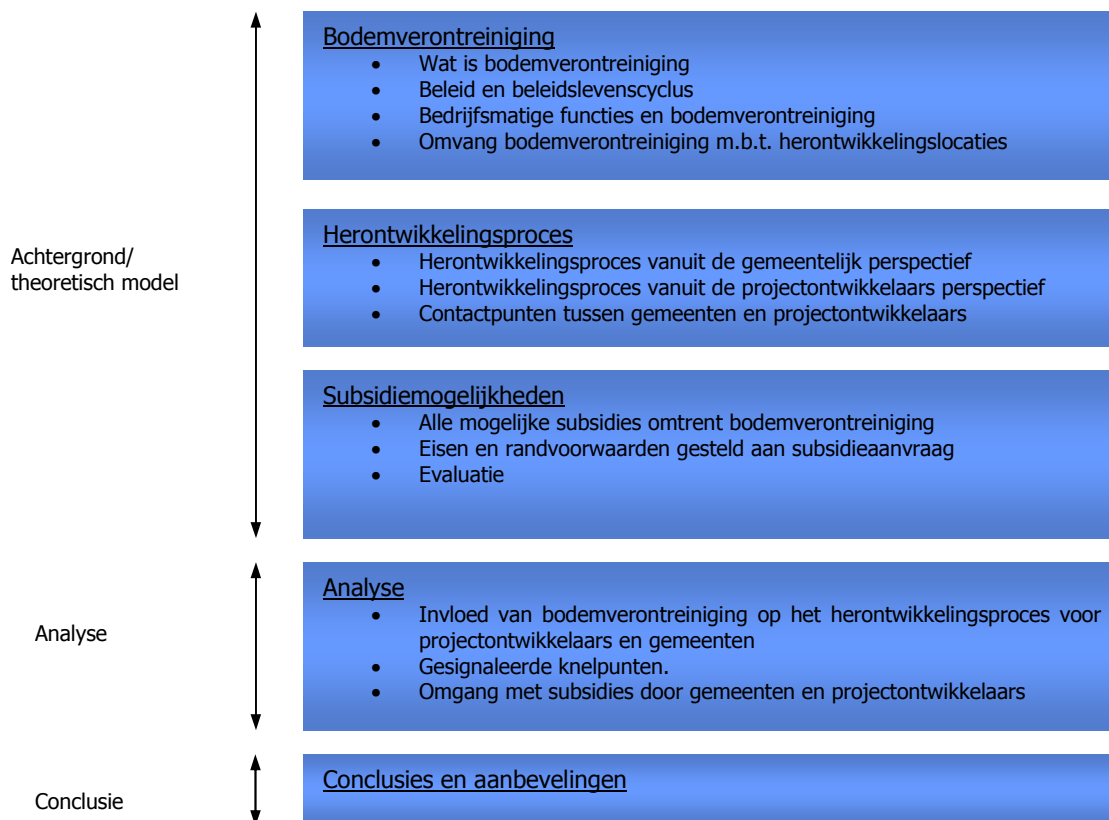 Bodemverontreiniging
• Wat is bodemverontreiniging
• Beleid en beleidslevenscyclus
• Bedrijfsmatige functies en bodemverontreiniging
• Omvang bodemverontreiniging m.b.t. herontwikkelingslocaties
Achtergrond/
theoretisch model
Herontwikkelingsproces
• Herontwikkelingsproces vanuit de gemeentelijk perspectief
• Herontwikkelingsproces vanuit de projectontwikkelaars perspectief
• Contactpunten tussen gemeenten en projectontwikkelaars
Subsidiemogelijkheden
• Alle mogelijke subsidies omtrent bodemverontreiniging
• Eisen en randvoorwaarden gesteld aan subsidieaanvraag
• Evaluatie
Analyse
Analyse
• Invloed van bodemverontreiniging op het herontwikkelingsproces voor
projectontwikkelaars en gemeenten
• Gesignaleerde knelpunten.
• Omgang met subsidies door gemeenten en projectontwikkelaars
Conclusie
Conclusies en aanbevelingen